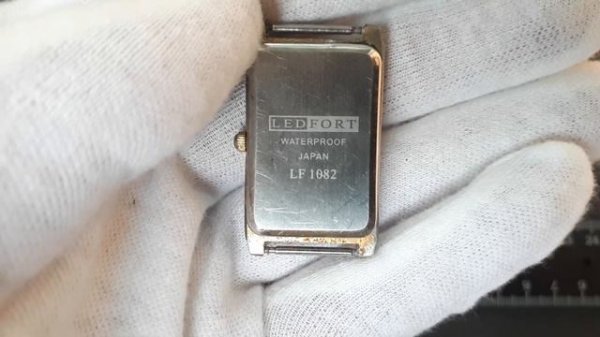 LEDFORT
WATERPROOF
JAPAN
LF 1082